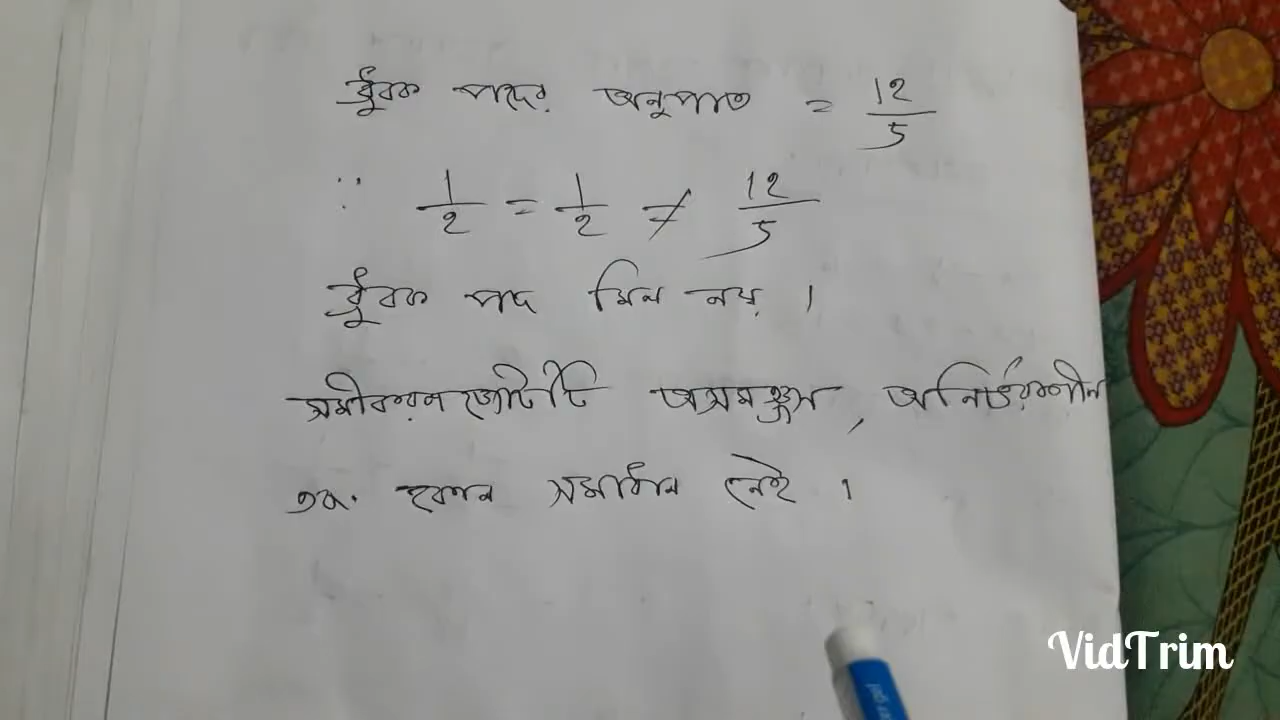 ধ্রুবক পদের অনুপাত = 12/5
∵ 1/2 = 1/2 ≠ 12/5
ধ্রুবক পদ মিল নয় ।
সমীকরণজোটটি অসমঞ্জস , অনির্ভরশীল
এবং কোন সমাধান নেই ।
VidTrim